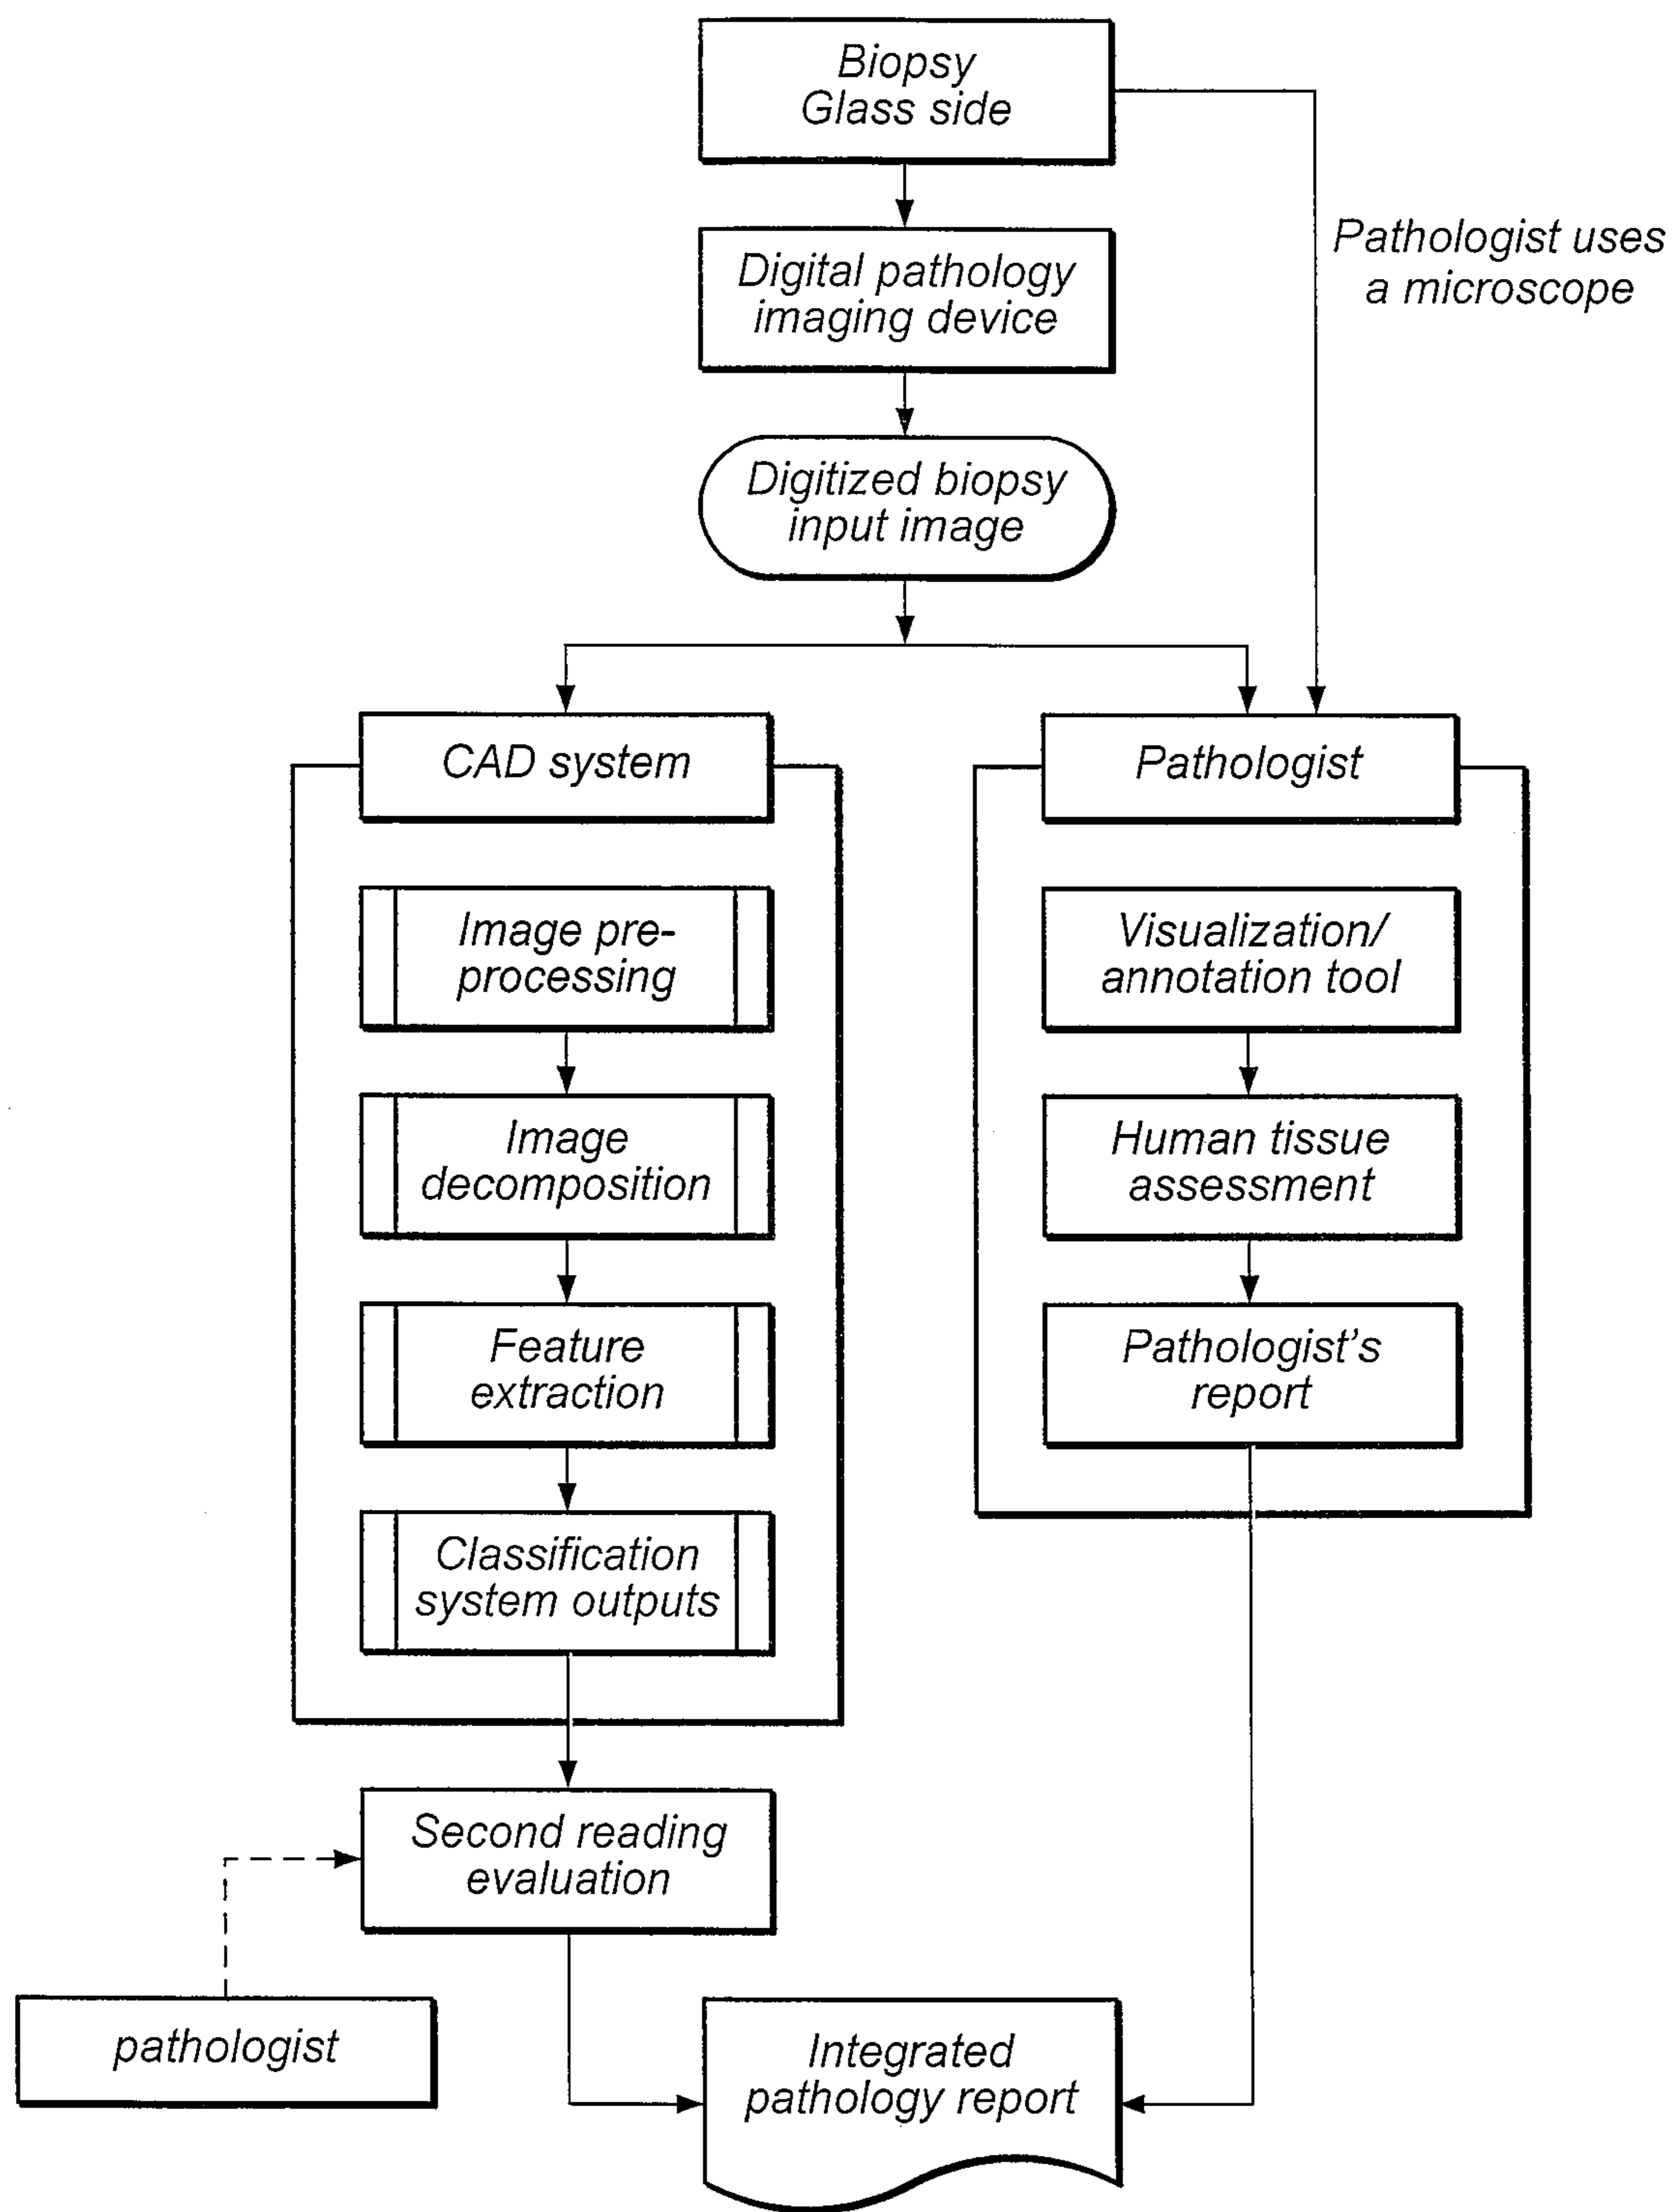 Biopsy
Glass side
Pathologist uses
a microscope
Digital pathology
imaging device
Digitized biopsy
input image
CAD system
Pathologist
Image pre-
processing
Visualization/
annotation tool
Image
decomposition
Human tissue
assessment
Feature
extraction
Pathologist's
report
Classification
system outputs
Second reading
evaluation
pathologist
Integrated
pathology report